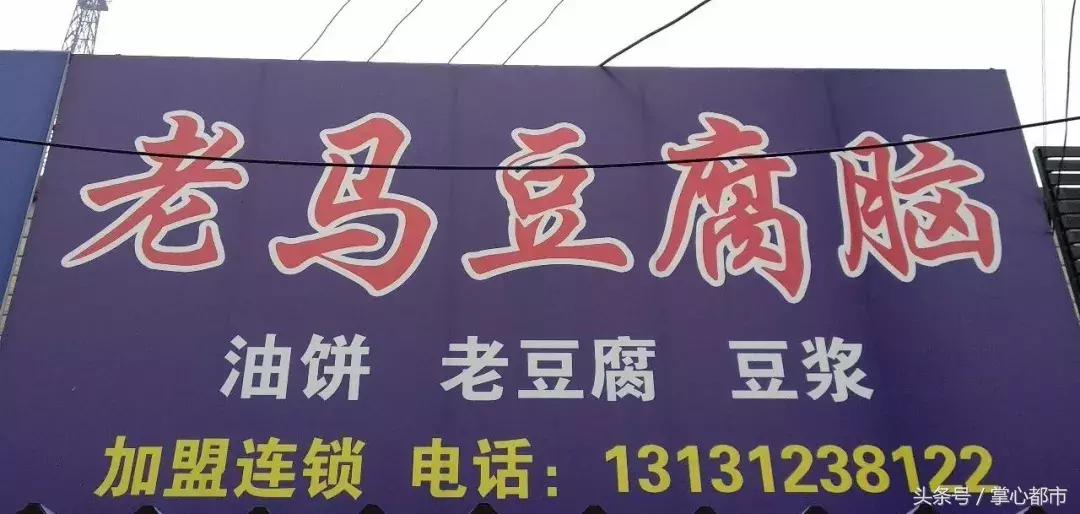 老马豆腐脑
油饼 老豆腐 豆浆
加盟连锁 电话：13131238122
头条号 / 掌心都市